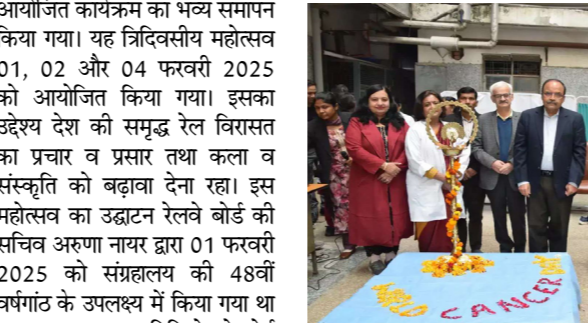 आयोजित कार्यक्रम का भव्य समापन
किया गया। यह त्रिदिवसीय महोत्सव
01, 02 और 04 फरवरी 2025
को आयोजित किया गया। इसका
उद्देश्य देश की समृद्ध रेल विरासत
का प्रचार व प्रसार तथा कला व
संस्कृति को बढ़ावा देना रहा। इस
महोत्सव का उद्घाटन रेलवे बोर्ड की
सचिव अरुणा नायर द्वारा 01 फरवरी
2025 को संग्रहालय की 48वीं
वर्षगांठ के उपलक्ष्य में किया गया था
WORLD CANCER DAY